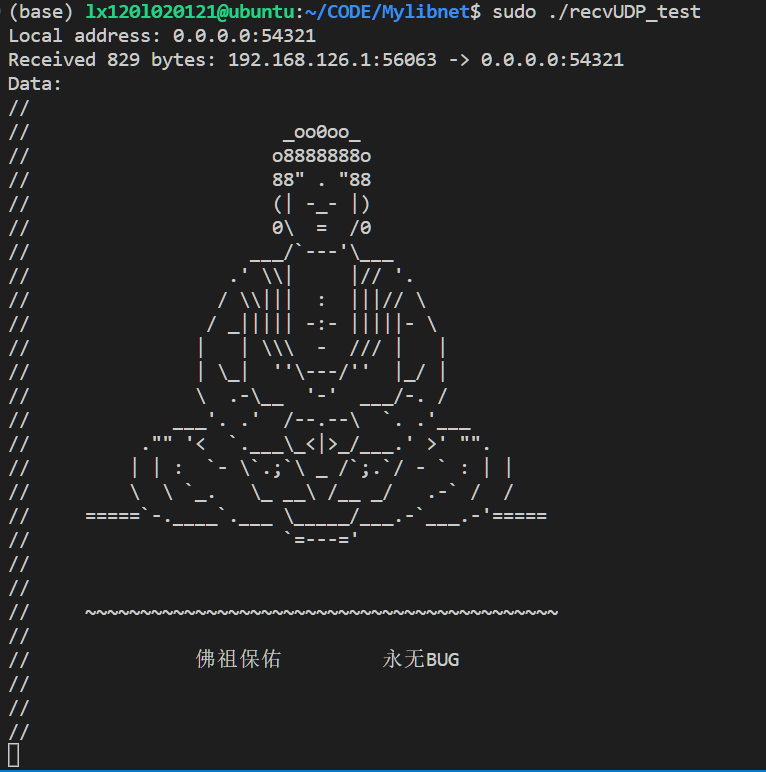 (base) lx120l020121@ubuntu:~/CODE/Mylibnet$ sudo ./recvUDP_test
Local address: 0.0.0.0:54321
Received 829 bytes: 192.168.126.1:56063 -> 0.0.0.0:54321
Data:
//
//                       _oo0oo_
//                      o8888888o
//                      88" . "88
//                      (| -_- |)
//                      0\  =  /0
//                    ___/`---'\___
//                  .' \\|     |// '.
//                 / \\|||  :  |||// \
//                / _||||| -:- |||||- \
//               |   | \\\  -  /// |   |
//               | \_|  ''\---/''  |_/ |
//               \  .-\__  '-'  ___/-. /
//             ___'. .'  /--.--\  `. .'___
//          ."" '<  `.___\_<|>_/___.' >' "".
//         | | :  `- \`.;`\ _ /`;.`/ - ` : | |
//         \  \ `_.   \_ __\ /__ _/   .-` /  /
//     =====`-.____`.___ \_____/___.-`___.-'=====
//                       `=---='
//
//
//     ~~~~~~~~~~~~~~~~~~~~~~~~~~~~~~~~~~~~~~~~~~~
//
//               佛祖保佑         永无BUG
//
//
//